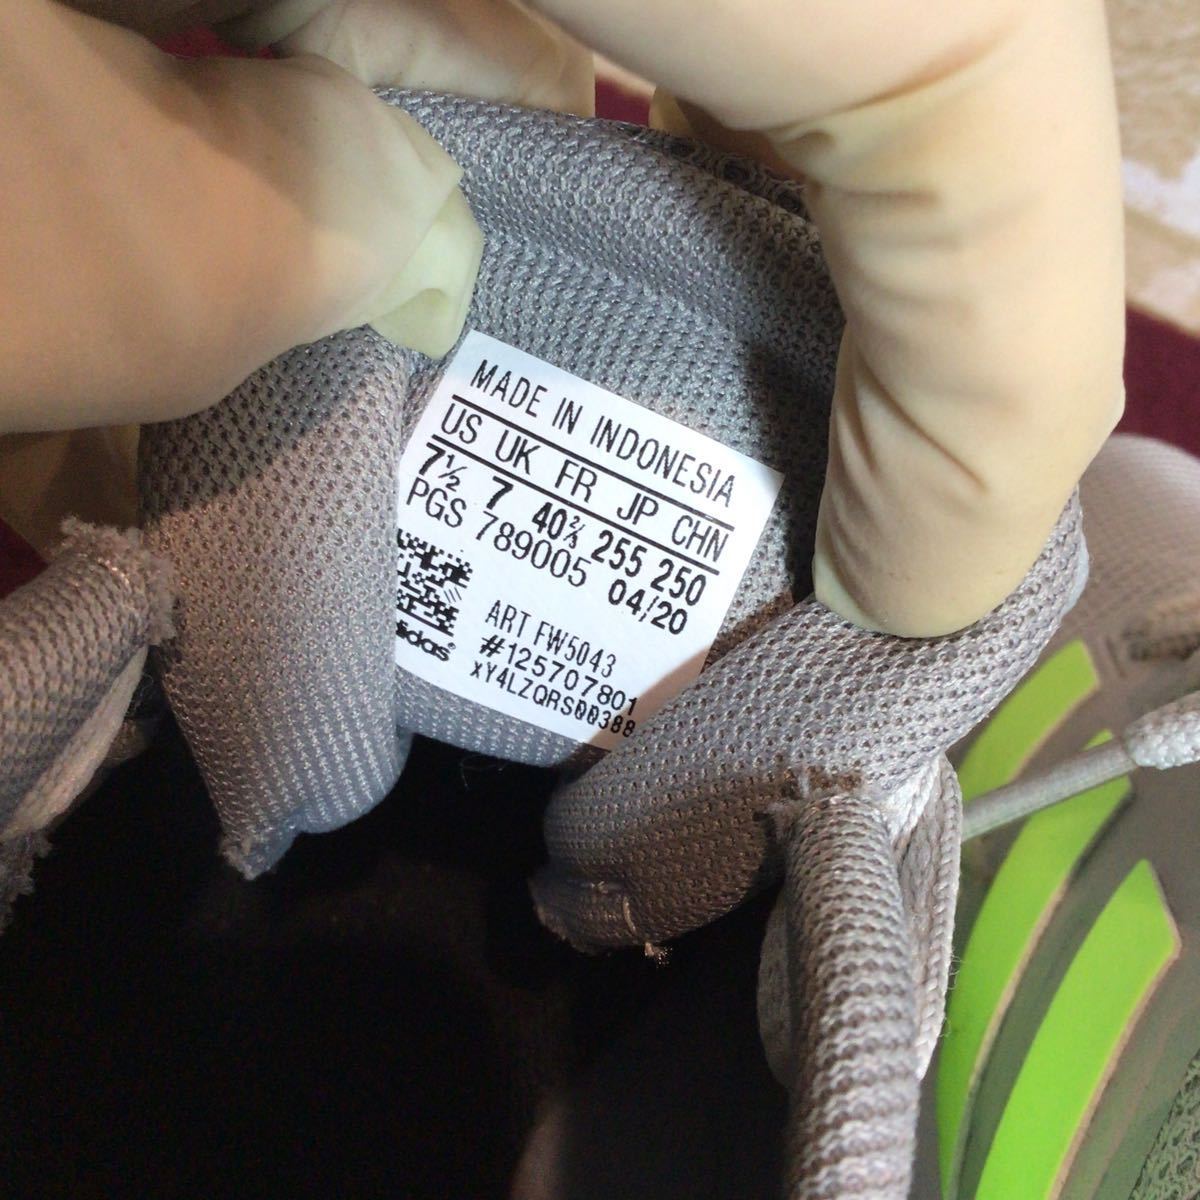 MADE IN INDONESIA
US UK FR JP CHN
7½ 7 40⅔ 255 250
PGS 789005 04/20
ART FW5043
#125707801
XY4LZQRS00388
adidas®